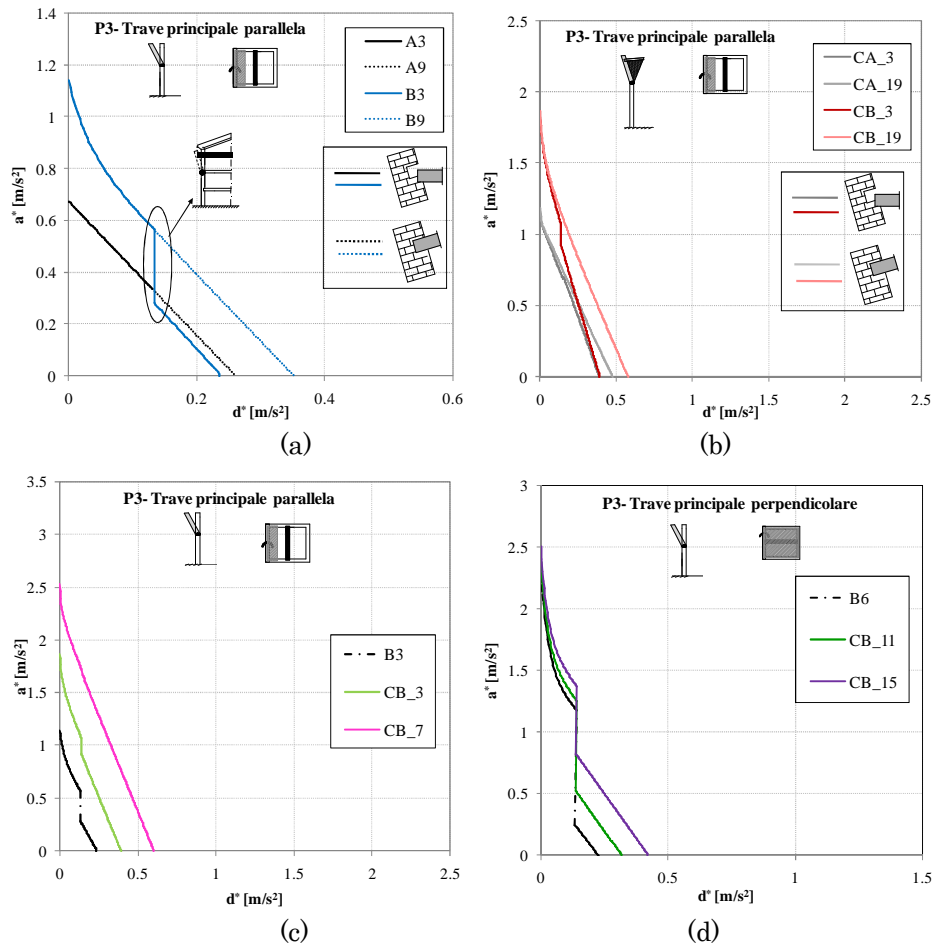 P3- Trave principale parallela
A3
A9
B3
B9
1.4
1.2
1
0.8
0.6
0.4
0.2
0
a* [m/s²]
0
0.2
0.4
0.6
d* [m/s²]
(a)
P3- Trave principale parallela
CA_3
CA_19
CB_3
CB_19
2.5
2
1.5
1
0.5
0
a* [m/s²]
0
0.5
1
1.5
2
2.5
d* [m/s²]
(b)
P3- Trave principale parallela
B3
CB_3
CB_7
3.5
3
2.5
2
1.5
1
0.5
0
a* [m/s²]
0
0.5
1
1.5
2
2.5
d* [m/s²]
(c)
P3- Trave principale perpendicolare
B6
CB_11
CB_15
3
2.5
2
1.5
1
0.5
0
a* [m/s²]
0
0.5
1
1.5
d* [m/s²]
(d)